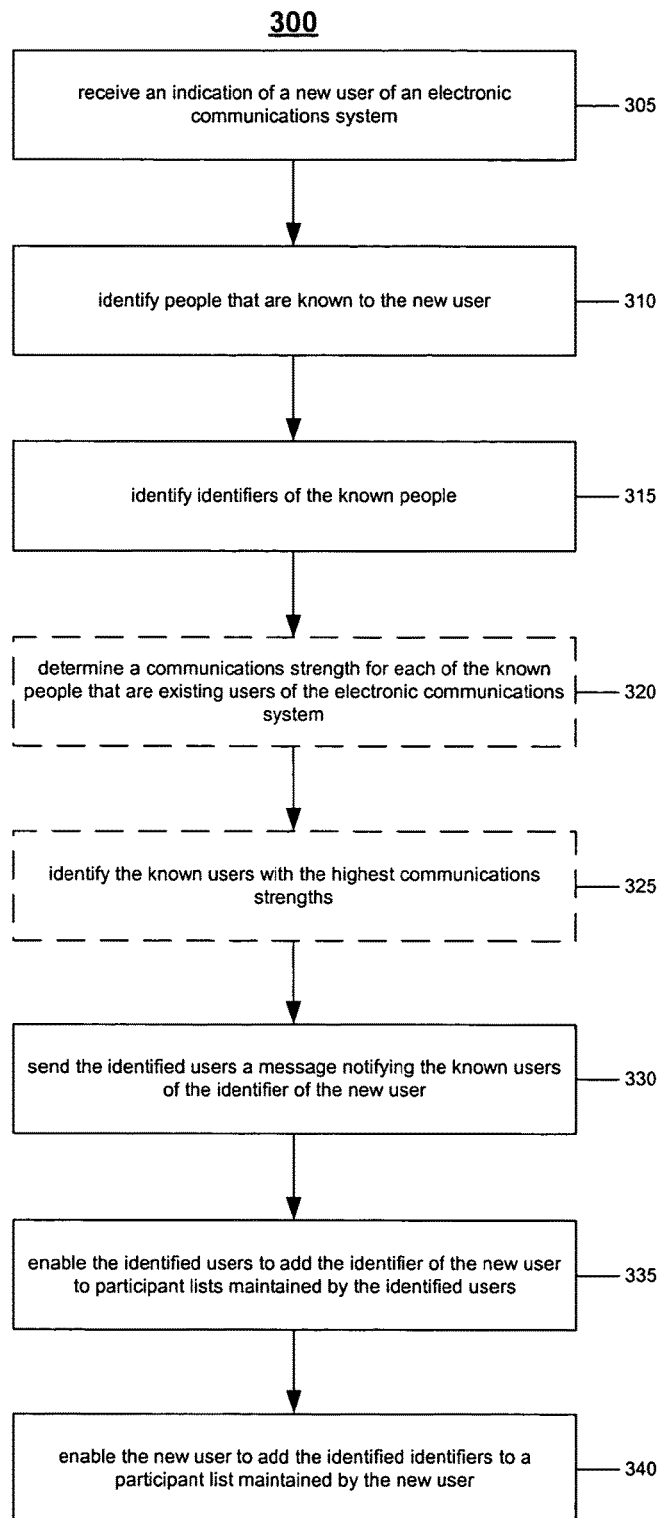 300
receive an indication of a new user of an electronic
communications system
305
identify people that are known to the new user
310
identify identifiers of the known people
315
determine a communications strength for each of the known
people that are existing users of the electronic communications
system
320
identify the known users with the highest communications
strengths
325
send the identified users a message notifying the known users
of the identifier of the new user
330
enable the identified users to add the identifier of the new user
to participant lists maintained by the identified users
335
enable the new user to add the identified identifiers to a
participant list maintained by the new user
340